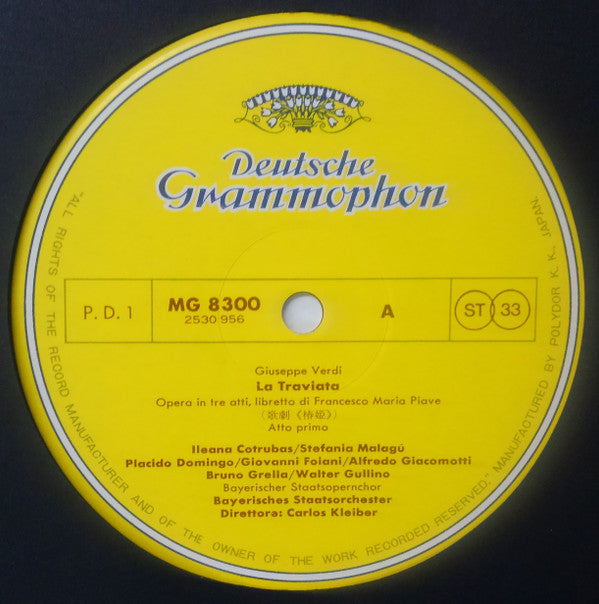 Deutsche
Grammophon
P. D. 1
MG 8300
2530 956
A
ST 33
Giuseppe Verdi
La Traviata
Opera in tre atti, libretto di Francesco Maria Piave
(歌劇《椿姫》)
Atto primo
Ileana Cotrubas/Stefania Malagú
Placido Domingo/Giovanni Foiani/Alfredo Giacomotti
Bruno Grella/Walter Gullino
Bayerischer Staatsopernchor
Bayerisches Staatsorchester
Direttore: Carlos Kleiber
"ALL RIGHTS OF THE RECORD MANUFACTURER AND OF THE OWNER OF THE WORK RECORDED RESERVED." MANUFACTURED BY POLYDOR K. K., JAPAN.